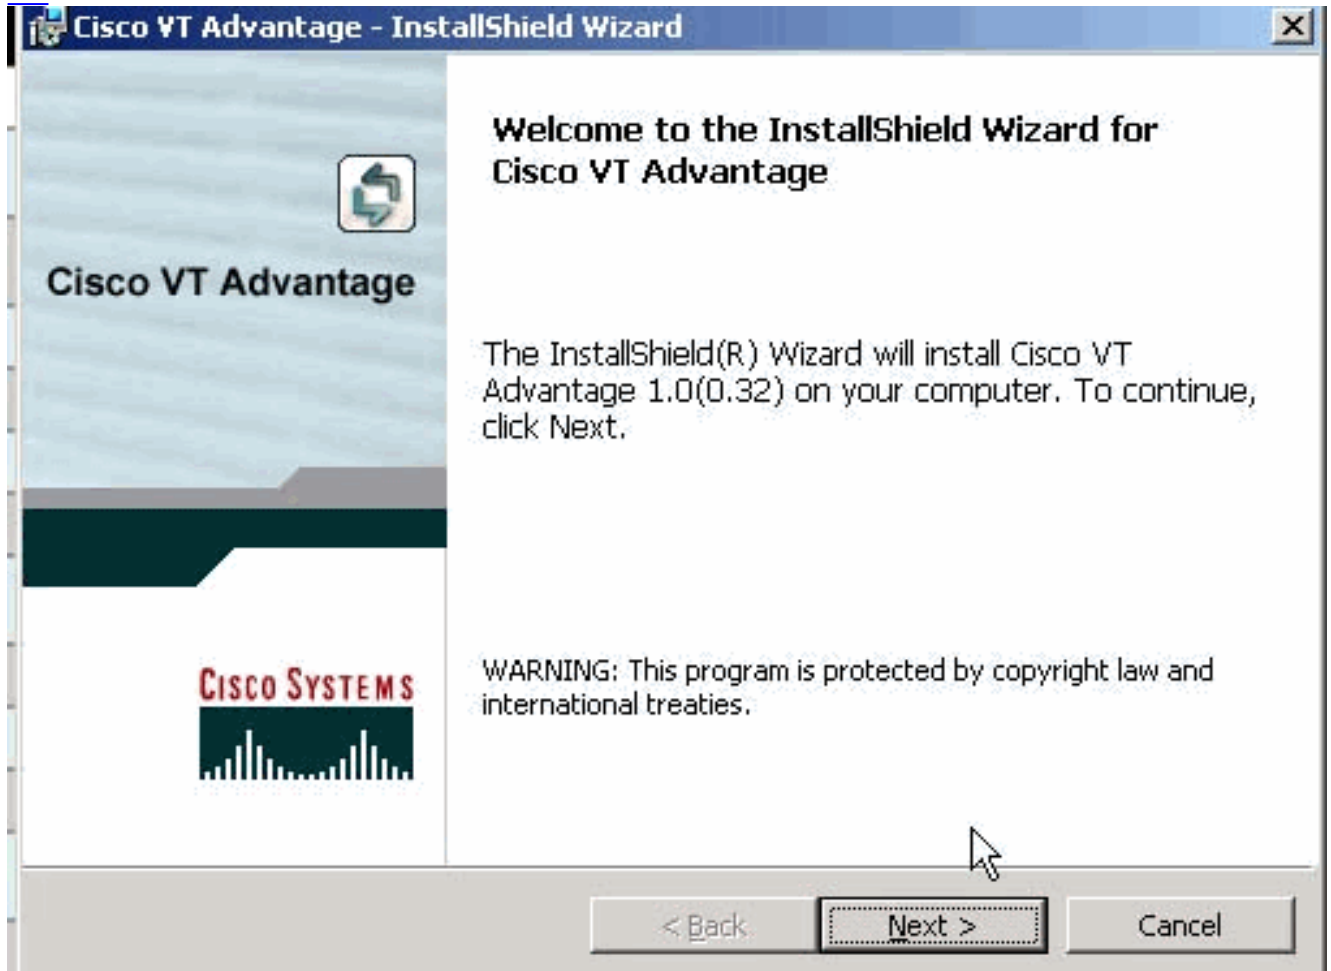 Cisco VT Advantage - InstallShield Wizard
Welcome to the InstallShield Wizard for
Cisco VT Advantage
Cisco VT Advantage
The InstallShield(R) Wizard will install Cisco VT
Advantage 1.0(0.32) on your computer. To continue,
click Next.
CISCO SYSTEMS
WARNING: This program is protected by copyright law and
international treaties.
< Back
Next >
Cancel